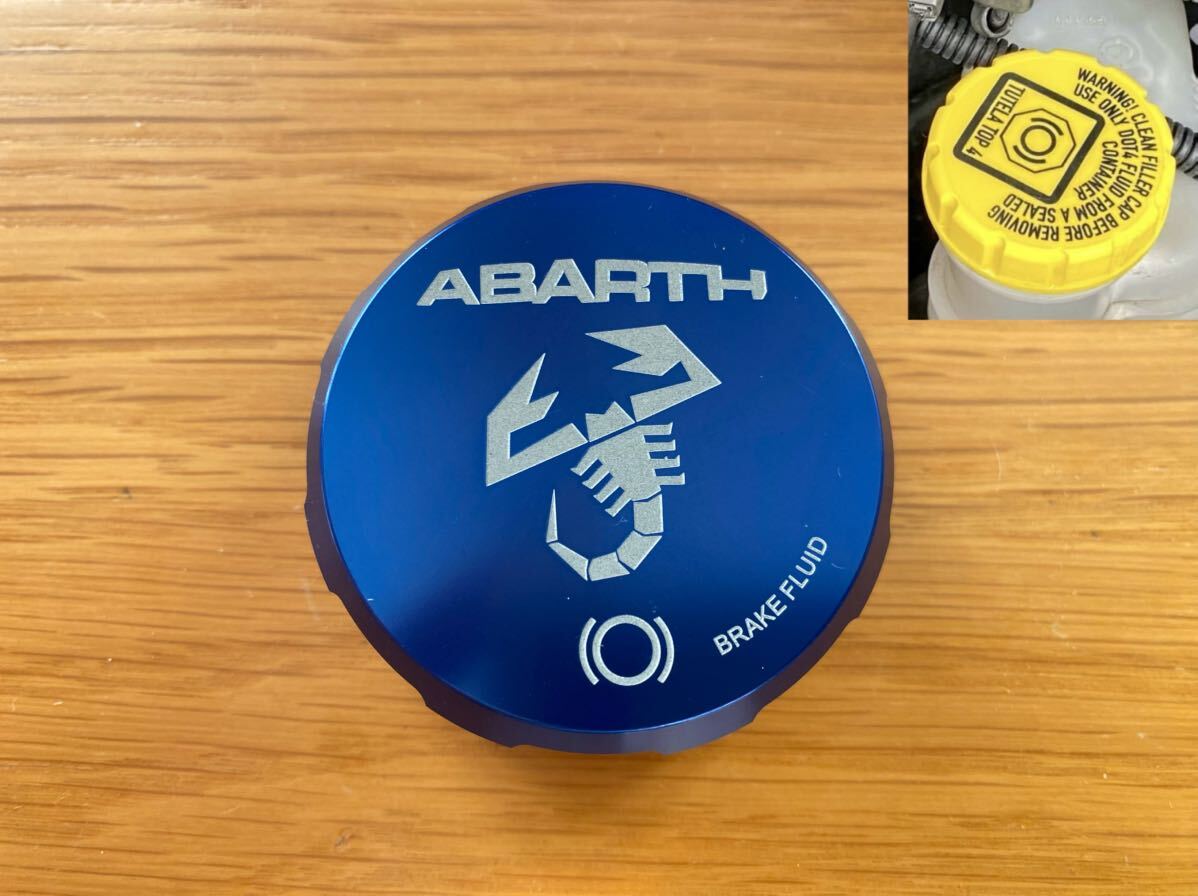 ABARTH
BRAKE FLUID
WARNING! CLEAN FILLER CAP BEFORE REMOVING
USE ONLY DOT4 FLUID FROM A SEALED
CONTAINER
TUTELA TOP 4